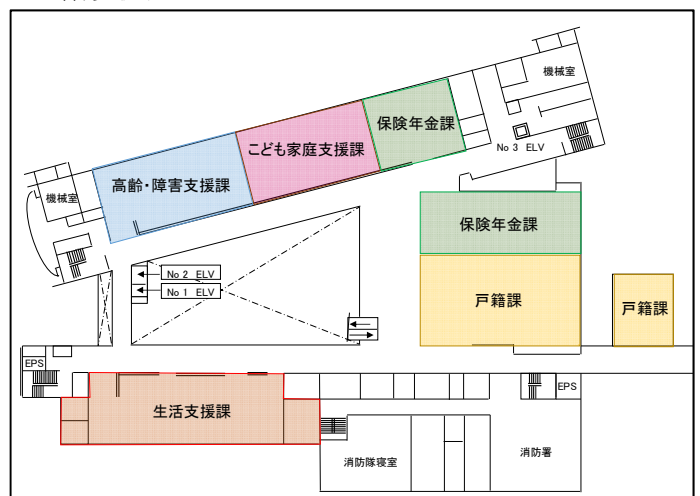 機械室
保険年金課
こども家庭支援課
No 3 ELV
高齢・障害支援課
機械室
保険年金課
No 2 ELV
No 1 ELV
戸籍課
戸籍課
EPS
EPS
生活支援課
消防隊寝室
消防署